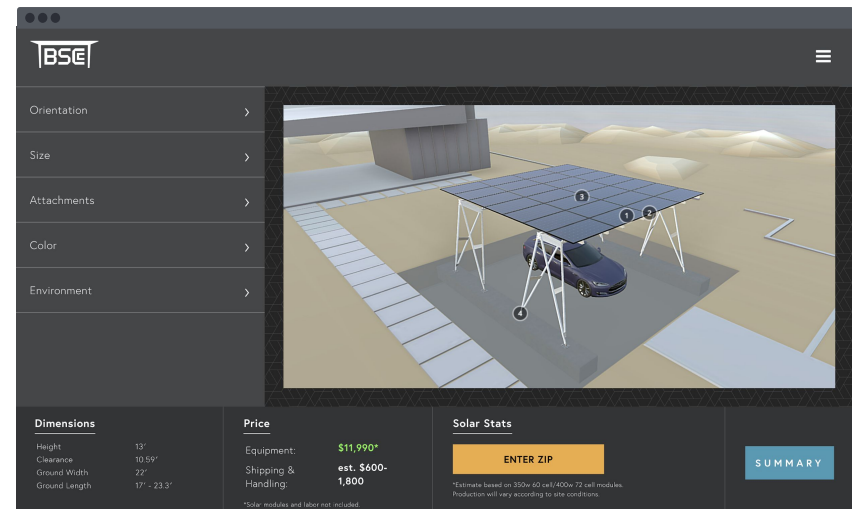 BSE
Orientation
Size
Attachments
Color
Environment
3
1
2
4
Dimensions
Height 13'
Clearance 10.59'
Ground Width 22'
Ground Length 17' - 23.3'
Price
Equipment: $11,990*
Shipping & Handling: est. $600-1,800
*Solar modules and labor not included.
Solar Stats
ENTER ZIP
*Estimate based on 350w 60 cell/400w 72 cell modules.
Production will vary according to site conditions.
SUMMARY